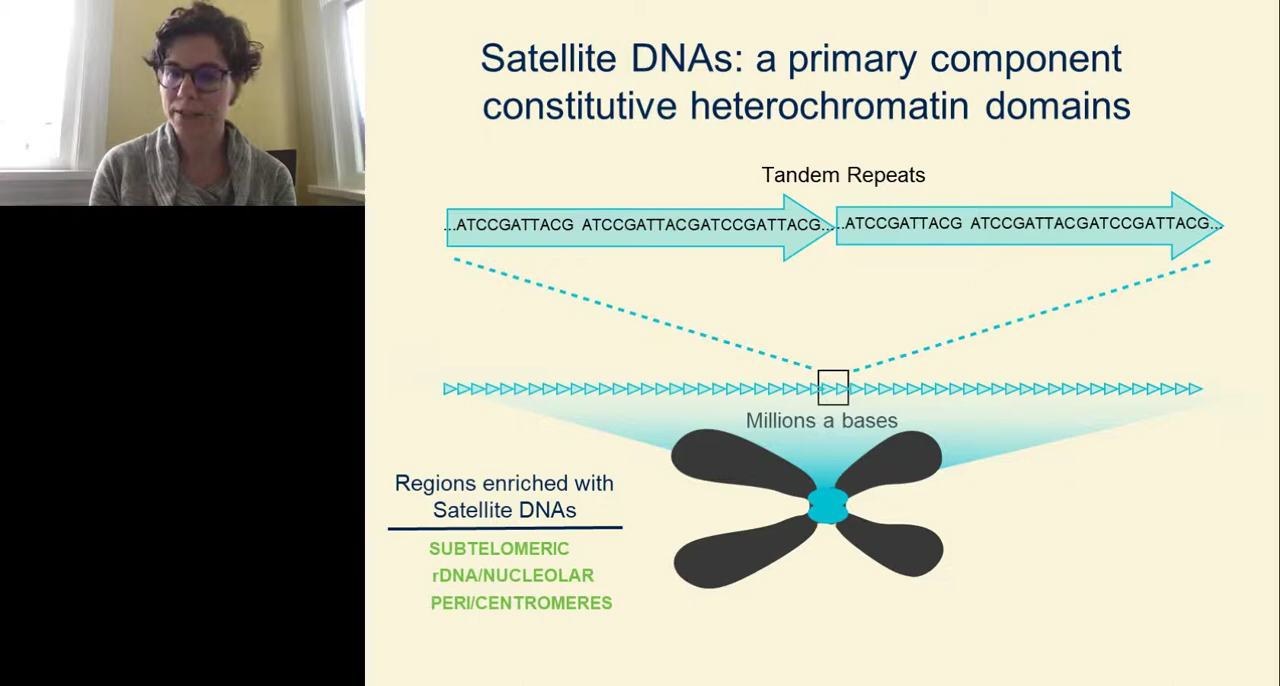 Satellite DNAs: a primary component
constitutive heterochromatin domains
Tandem Repeats
...ATCCGATTACG ATCCGATTACGATCCGATTACG...
...ATCCGATTACG ATCCGATTACGATCCGATTACG...
Millions a bases
Regions enriched with
Satellite DNAs
SUBTELOMERIC
rDNA/NUCLEOLAR
PERI/CENTROMERES